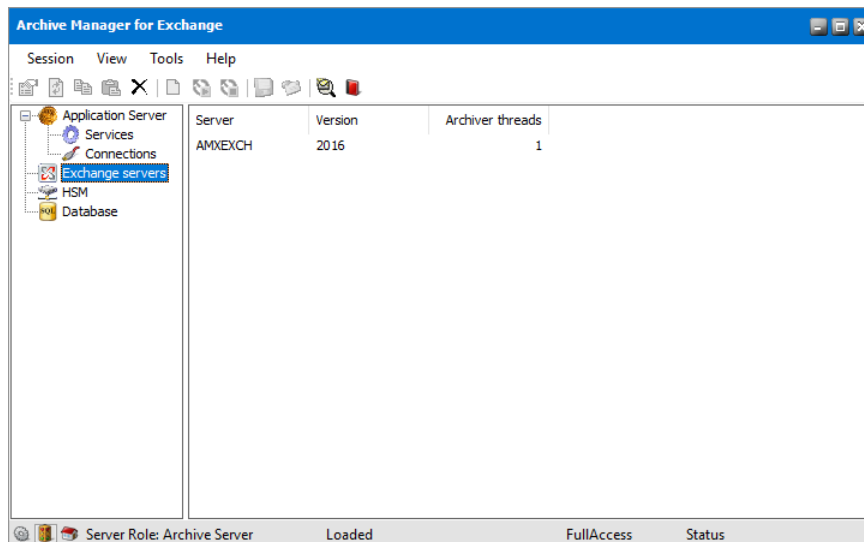 Archive Manager for Exchange
Session View Tools Help
Application Server
Services
Connections
Exchange servers
HSM
SQL Database
Server Version Archiver threads
AMXEXCH 2016 1
Server Role: Archive Server Loaded FullAccess Status